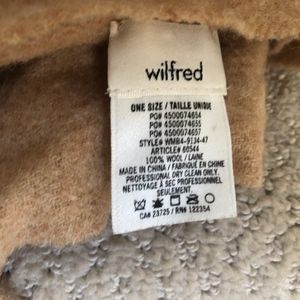 wilfred
ONE SIZE / TAILLE UNIQUE
PO# 4500074654
PO# 4500074655
PO# 4500074657
STYLE# WMB4-9134-47
ARTICLE# 60544
100% WOOL / LAINE
MADE IN CHINA / FABRIQUÉ EN CHINE
PROFESSIONAL DRY CLEAN ONLY.
NETTOYAGE À SEC PROFESSIONNEL
SEULEMENT.
CA# 23725 / RN# 122354